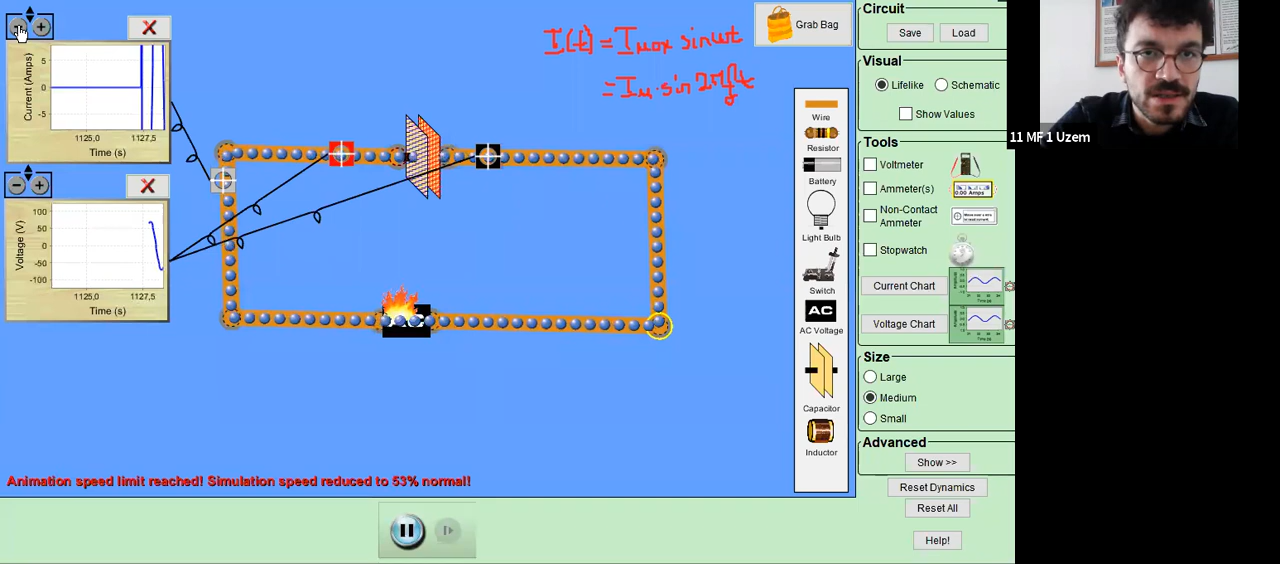 Current (Amps)
5
0
-5
1125,0
1127,5
Time (s)
Voltage (V)
100
50
0
-50
-100
1125,0
1127,5
Time (s)
I(t) = Imax sinωt
= Im · sin 2πft
Grab Bag
Wire
Resistor
Battery
Light Bulb
Switch
AC
AC Voltage
Capacitor
Inductor
Animation speed limit reached! Simulation speed reduced to 53% normal!
Circuit
Save
Load
Visual
Lifelike
Schematic
Show Values
Tools
Voltmeter
Ammeter(s)
0.00 Amps
Non-Contact
Ammeter
Stopwatch
Current Chart
Voltage Chart
Size
Large
Medium
Small
Advanced
Show >>
Reset Dynamics
Reset All
Help!
11 MF 1 Uzem